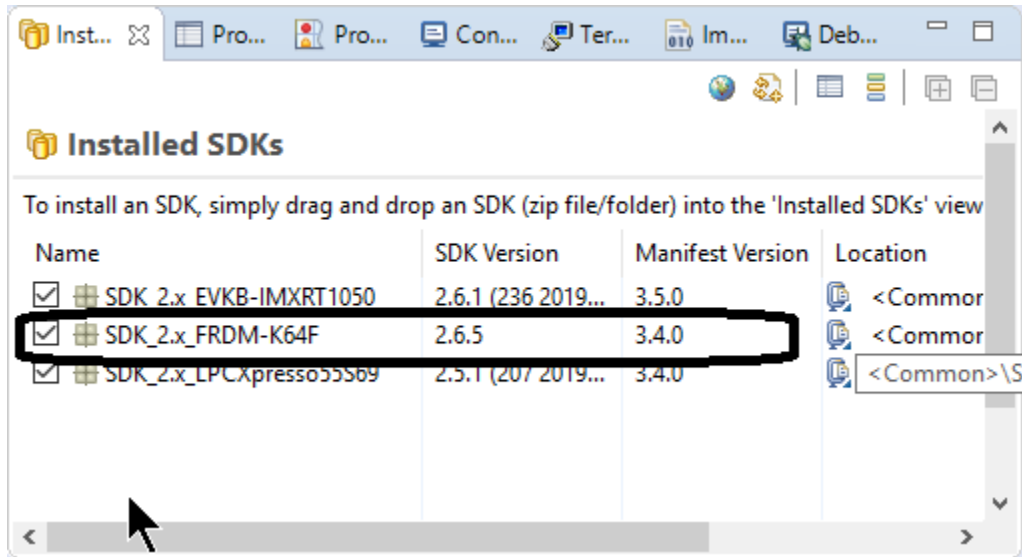 Inst... Pro... Pro... Con... Ter... Im... Deb...
Installed SDKs
To install an SDK, simply drag and drop an SDK (zip file/folder) into the 'Installed SDKs' view
Name SDK Version Manifest Version Location
SDK_2.x_EVKB-IMXRT1050 2.6.1 (236 2019... 3.5.0 <Common
SDK_2.x_FRDM-K64F 2.6.5 3.4.0 <Common
SDK_2.x_LPCXpresso55S69 2.5.1 (207 2019... 3.4.0 <Common>\S